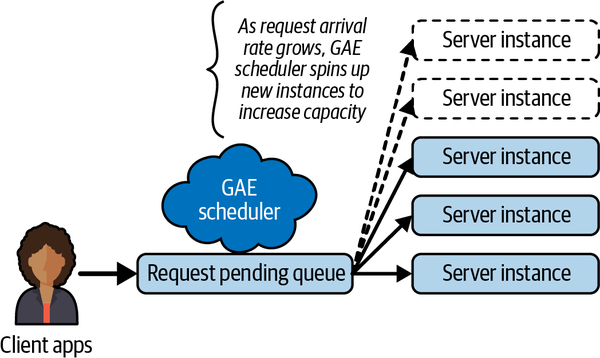 As request arrival
rate grows, GAE
scheduler spins up
new instances to
increase capacity
Server instance
Server instance
Server instance
Server instance
Server instance
GAE
scheduler
Request pending queue
Client apps